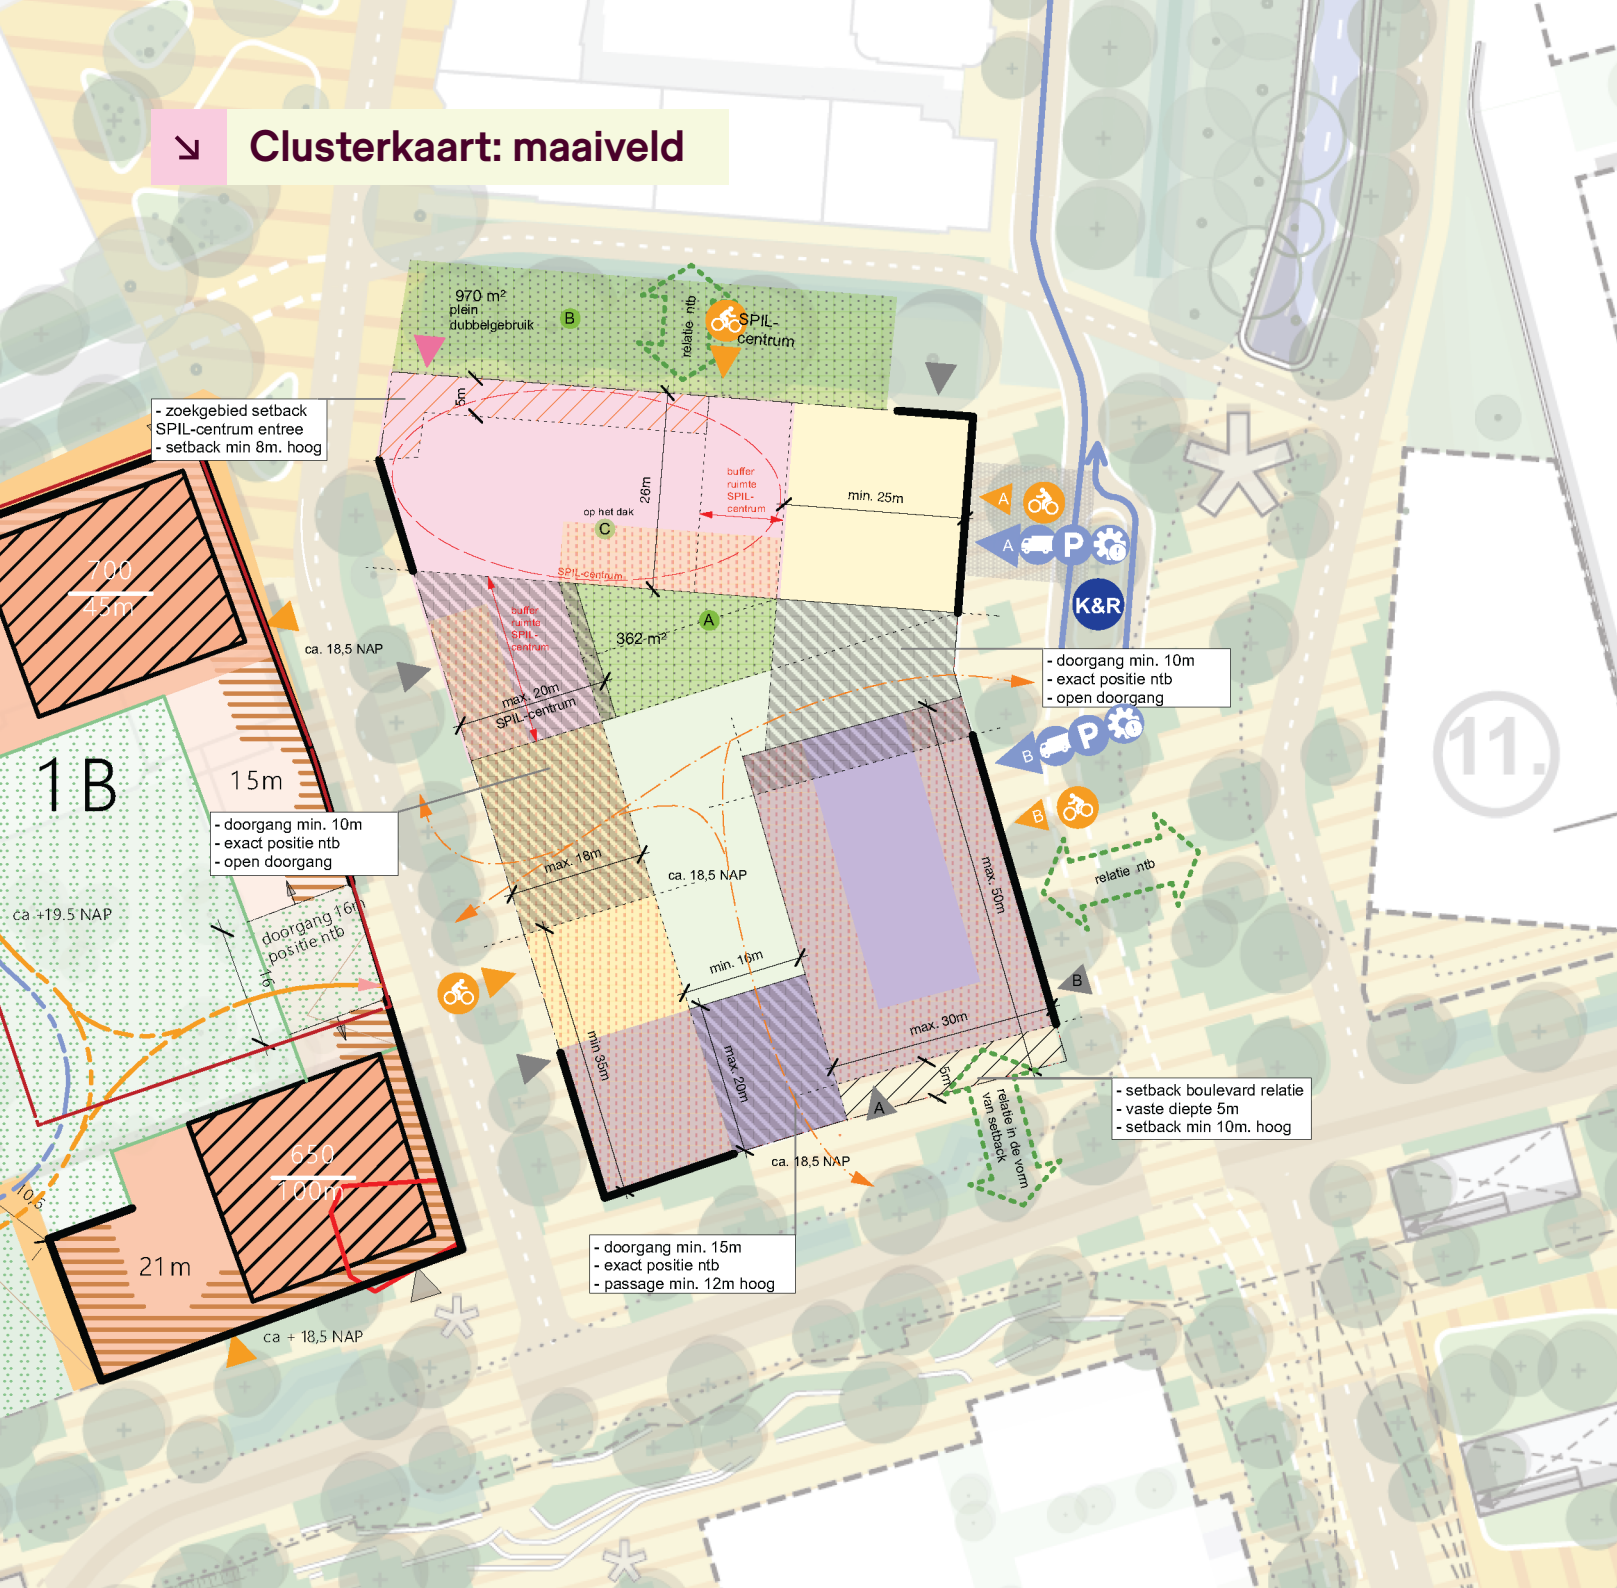 Clusterkaart: maaiveld
970 m²
plein
dubbelgebruik
B
relatie ntb
SPIL-
centrum
5m
- zoekgebied setback
SPIL-centrum entree
- setback min 8m. hoog
26m
buffer
ruimte
SPIL-
centrum
min. 25m
op het dak
C
SPIL-centrum
A
A
P
K&R
700
45m
ca. 18,5 NAP
buffer
ruimte
SPIL-
centrum
362 m²
A
max. 20m
SPIL-centrum
- doorgang min. 10m
- exact positie ntb
- open doorgang
B
P
11.
1B
15m
- doorgang min. 10m
- exact positie ntb
- open doorgang
B
max. 18m
ca. 18,5 NAP
max. 50m
relatie ntb
ca +19.5 NAP
doorgang 16m
positie ntb
16
min. 16m
B
max. 30m
min 35m
max. 20m
5m
A
relatie in de vorm
van setback
- setback boulevard relatie
- vaste diepte 5m
- setback min 10m. hoog
650
100m
ca. 18,5 NAP
10.5
21m
- doorgang min. 15m
- exact positie ntb
- passage min. 12m hoog
ca + 18,5 NAP